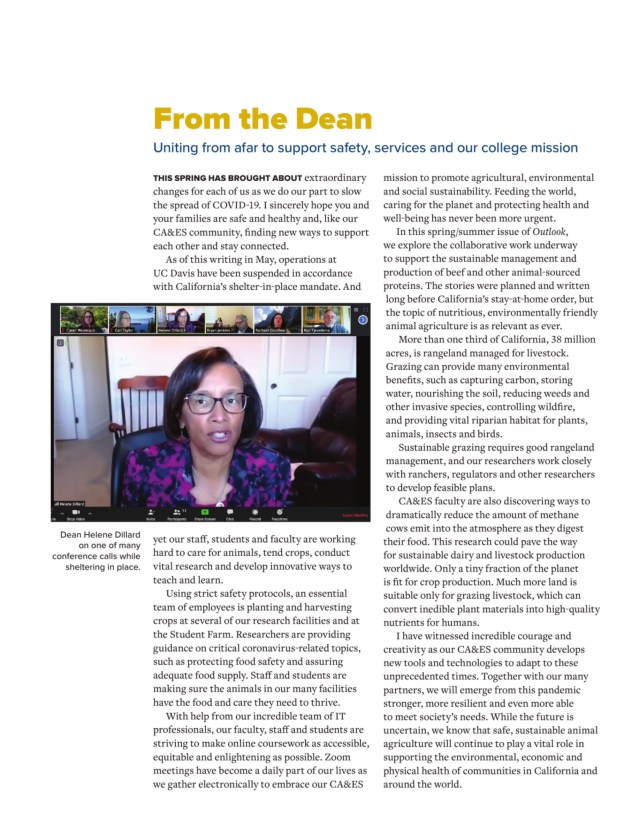 From the Dean
Uniting from afar to support safety, services and our college mission
THIS SPRING HAS BROUGHT ABOUT extraordinary
changes for each of us as we do our part to slow
the spread of COVID-19. I sincerely hope you and
your families are safe and healthy and, like our
CA&ES community, finding new ways to support
each other and stay connected.
As of this writing in May, operations at
UC Davis have been suspended in accordance
with California's shelter-in-place mandate. And
Carl Taylor
Helene Dillard
Helene Dillard
Stop Video
Invite
Participants
Share Screen
Chat
Record
Reactions
Dean Helene Dillard
on one of many
conference calls while
sheltering in place.
yet our staff, students and faculty are working
hard to care for animals, tend crops, conduct
vital research and develop innovative ways to
teach and learn.
Using strict safety protocols, an essential
team of employees is planting and harvesting
crops at several of our research facilities and at
the Student Farm. Researchers are providing
guidance on critical coronavirus-related topics,
such as protecting food safety and assuring
adequate food supply. Staff and students are
making sure the animals in our many facilities
have the food and care they need to thrive.
With help from our incredible team of IT
professionals, our faculty, staff and students are
striving to make online coursework as accessible,
equitable and enlightening as possible. Zoom
meetings have become a daily part of our lives as
we gather electronically to embrace our CA&ES
mission to promote agricultural, environmental
and social sustainability. Feeding the world,
caring for the planet and protecting health and
well-being has never been more urgent.
In this spring/summer issue of Outlook,
we explore the collaborative work underway
to support the sustainable management and
production of beef and other animal-sourced
proteins. The stories were planned and written
long before California's stay-at-home order, but
the topic of nutritious, environmentally friendly
animal agriculture is as relevant as ever.
More than one third of California, 38 million
acres, is rangeland managed for livestock.
Grazing can provide many environmental
benefits, such as capturing carbon, storing
water, nourishing the soil, reducing weeds and
other invasive species, controlling wildfire,
and providing vital riparian habitat for plants,
animals, insects and birds.
Sustainable grazing requires good rangeland
management, and our researchers work closely
with ranchers, regulators and other researchers
to develop feasible plans.
CA&ES faculty are also discovering ways to
dramatically reduce the amount of methane
cows emit into the atmosphere as they digest
their food. This research could pave the way
for sustainable dairy and livestock production
worldwide. Only a tiny fraction of the planet
is fit for crop production. Much more land is
suitable only for grazing livestock, which can
convert inedible plant materials into high-quality
nutrients for humans.
I have witnessed incredible courage and
creativity as our CA&ES community develops
new tools and technologies to adapt to these
unprecedented times. Together with our many
partners, we will emerge from this pandemic
stronger, more resilient and even more able
to meet society's needs. While the future is
uncertain, we know that safe, sustainable animal
agriculture will continue to play a vital role in
supporting the environmental, economic and
physical health of communities in California and
around the world.